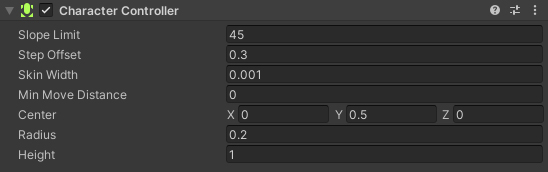 Character Controller
Slope Limit 45
Step Offset 0.3
Skin Width 0.001
Min Move Distance 0
Center X 0 Y 0.5 Z 0
Radius 0.2
Height 1